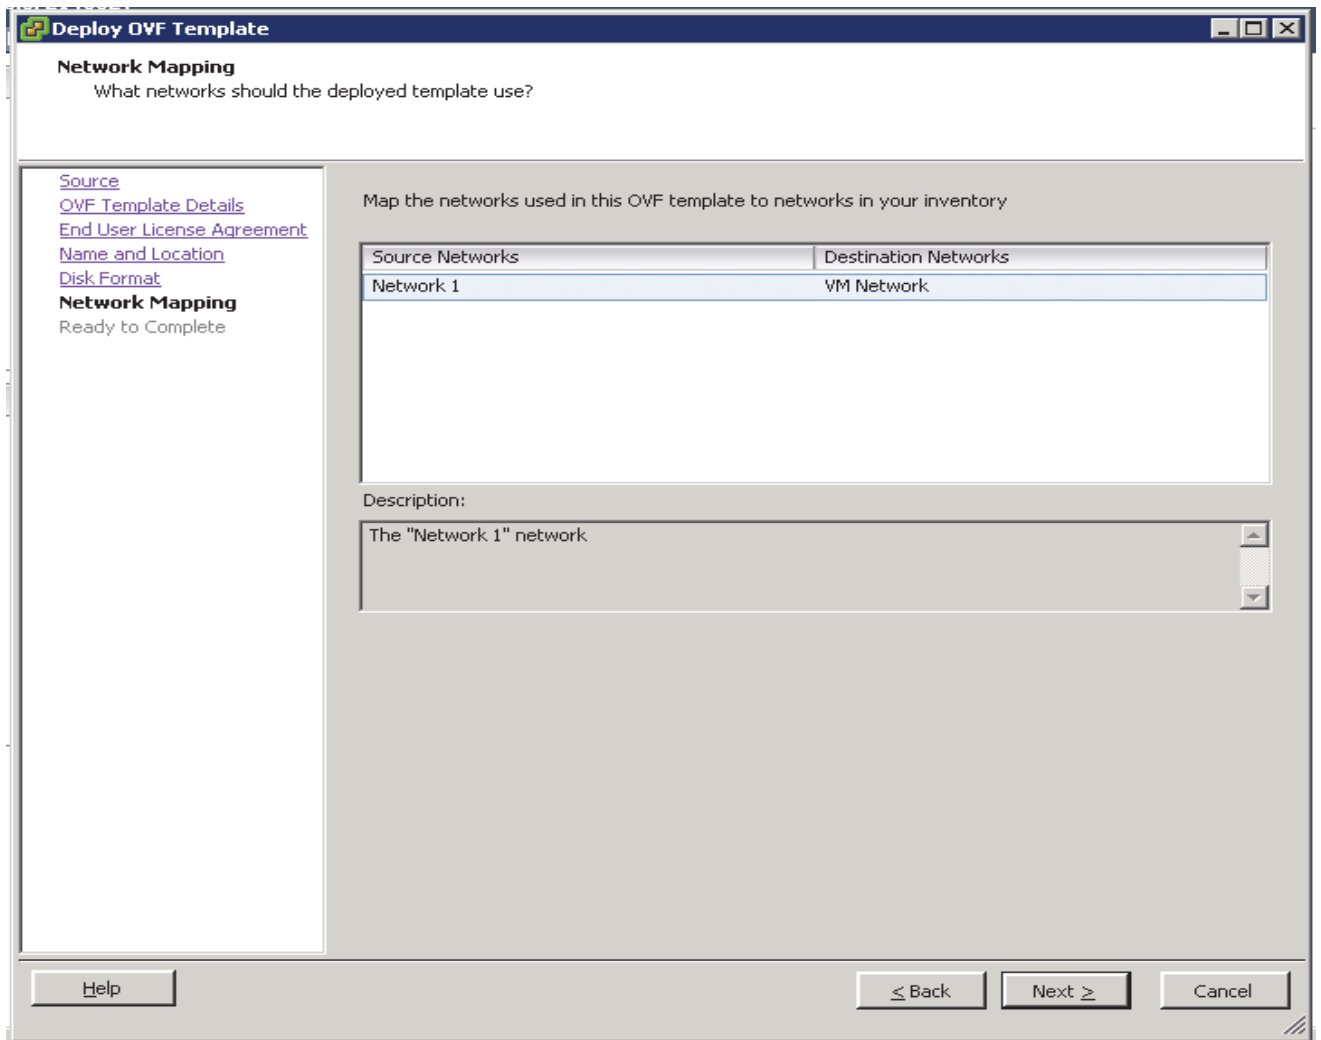 Deploy OVF Template
Network Mapping
What networks should the deployed template use?
Source
OVF Template Details
End User License Agreement
Name and Location
Disk Format
Network Mapping
Ready to Complete
Map the networks used in this OVF template to networks in your inventory
Source Networks Destination Networks
Network 1 VM Network
Description:
The "Network 1" network
Help < Back Next > Cancel